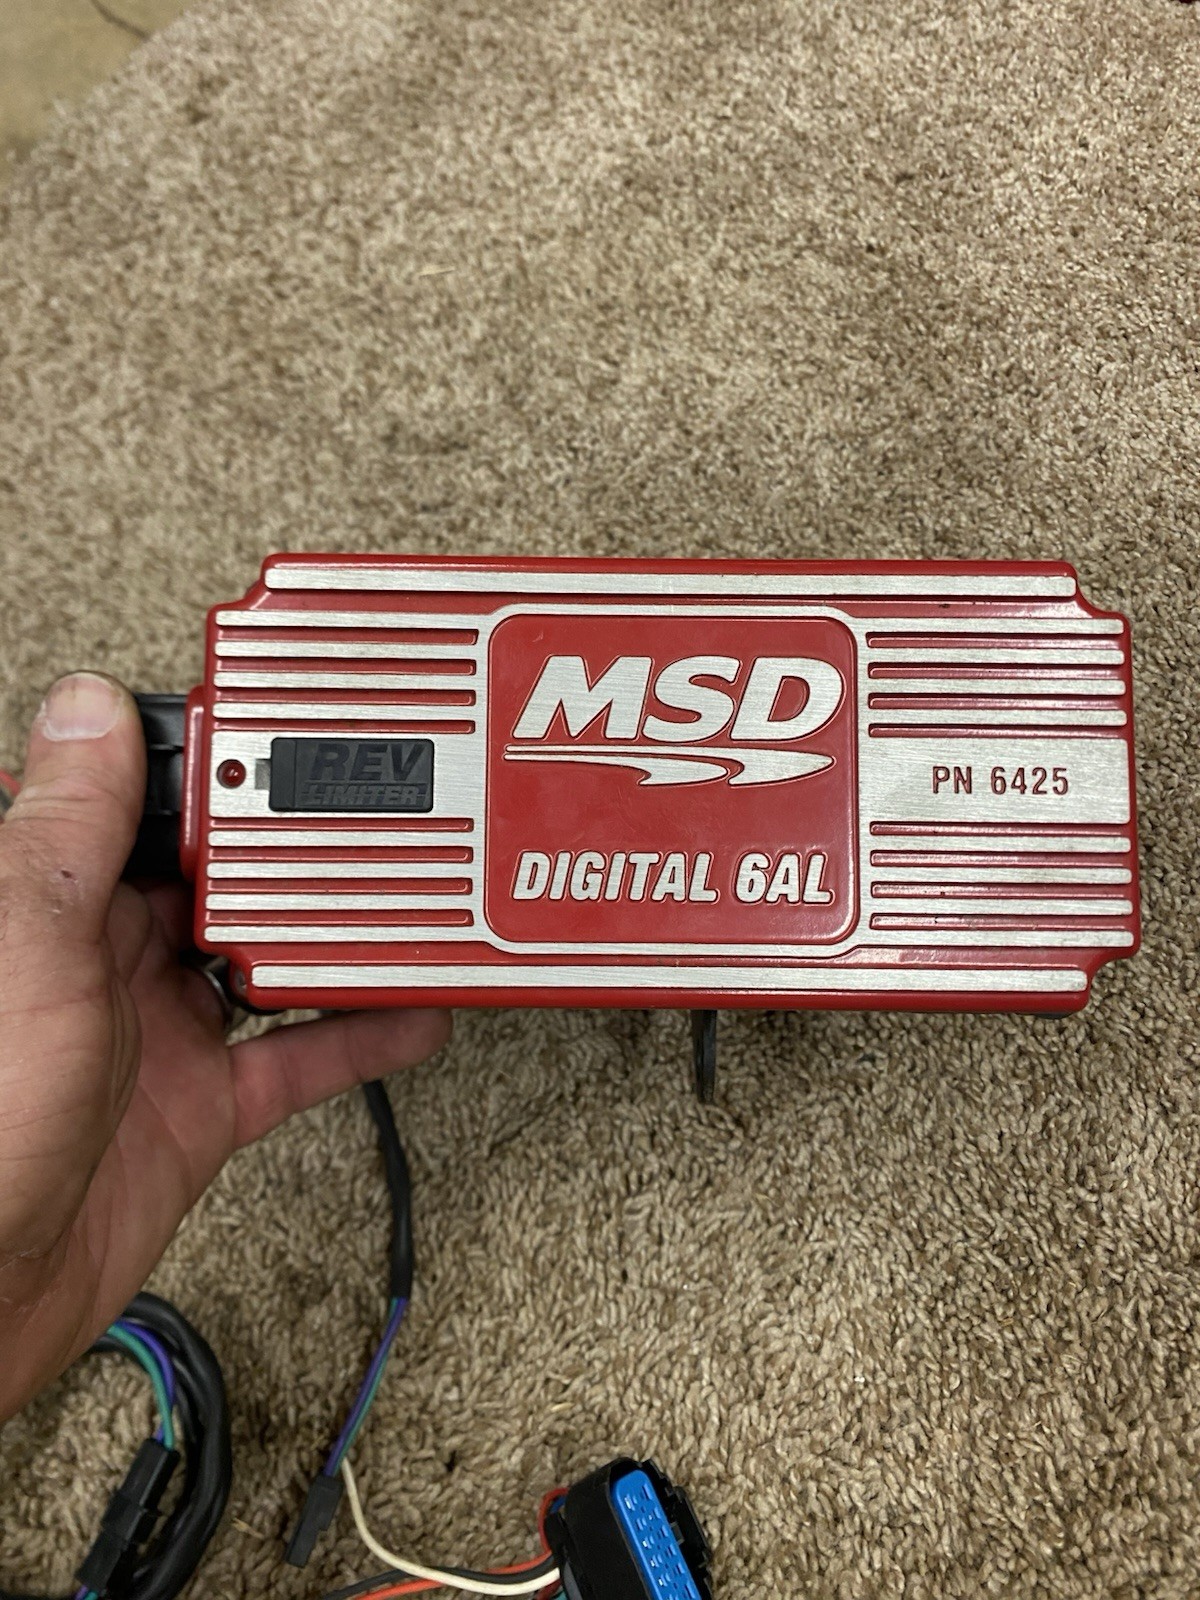 MSD
REV
LIMITER
PN 6425
DIGITAL 6AL